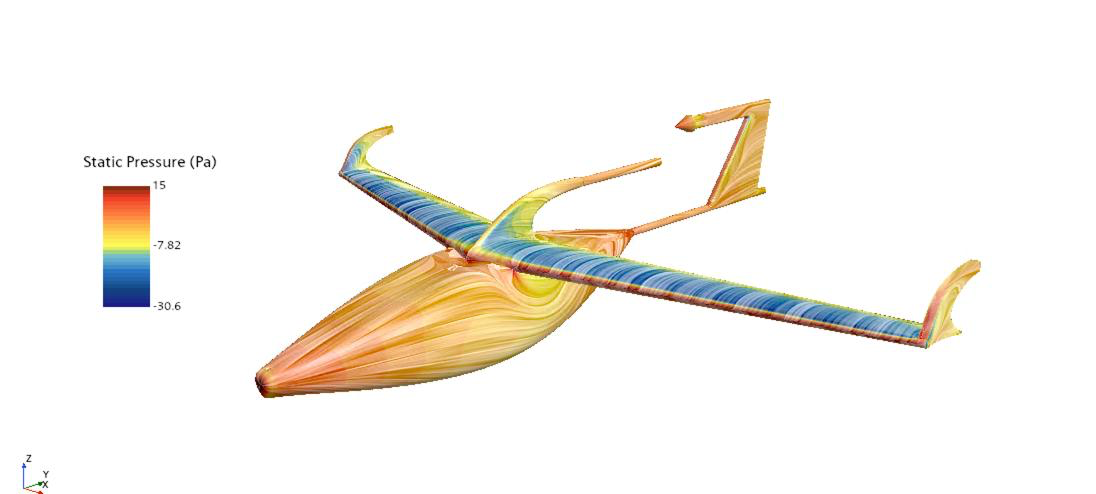 Static Pressure (Pa)
15
-7.82
-30.6
Z
Y
X